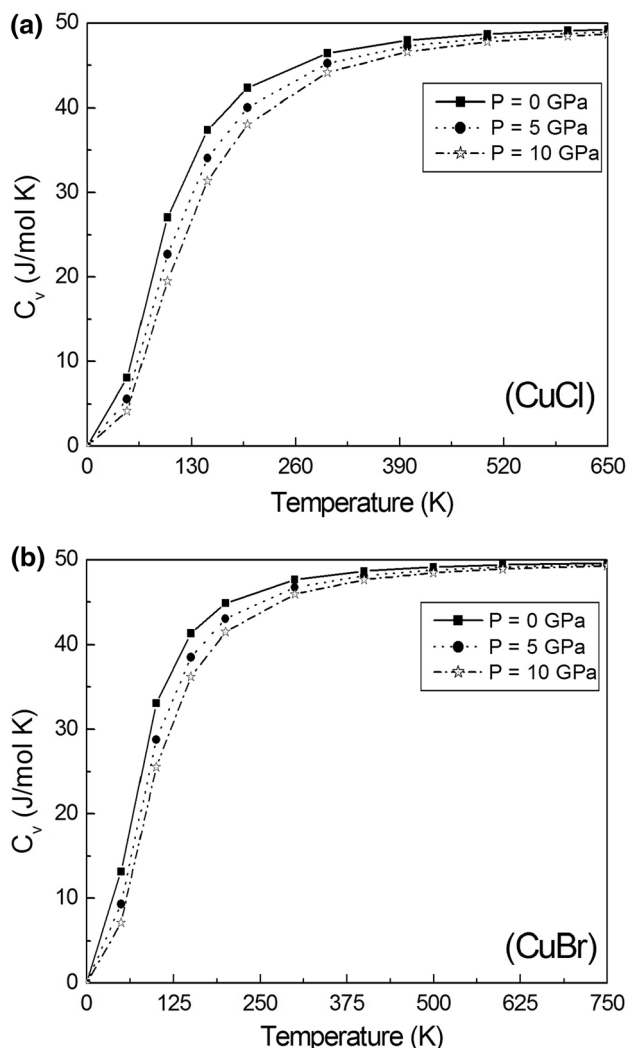 (a)
50
40
30
20
10
0
C_v (J/mol K)
P = 0 GPa
P = 5 GPa
P = 10 GPa
(CuCl)
0 130 260 390 520 650
Temperature (K)
(b)
50
40
30
20
10
0
C_v (J/mol K)
P = 0 GPa
P = 5 GPa
P = 10 GPa
(CuBr)
0 125 250 375 500 625 750
Temperature (K)